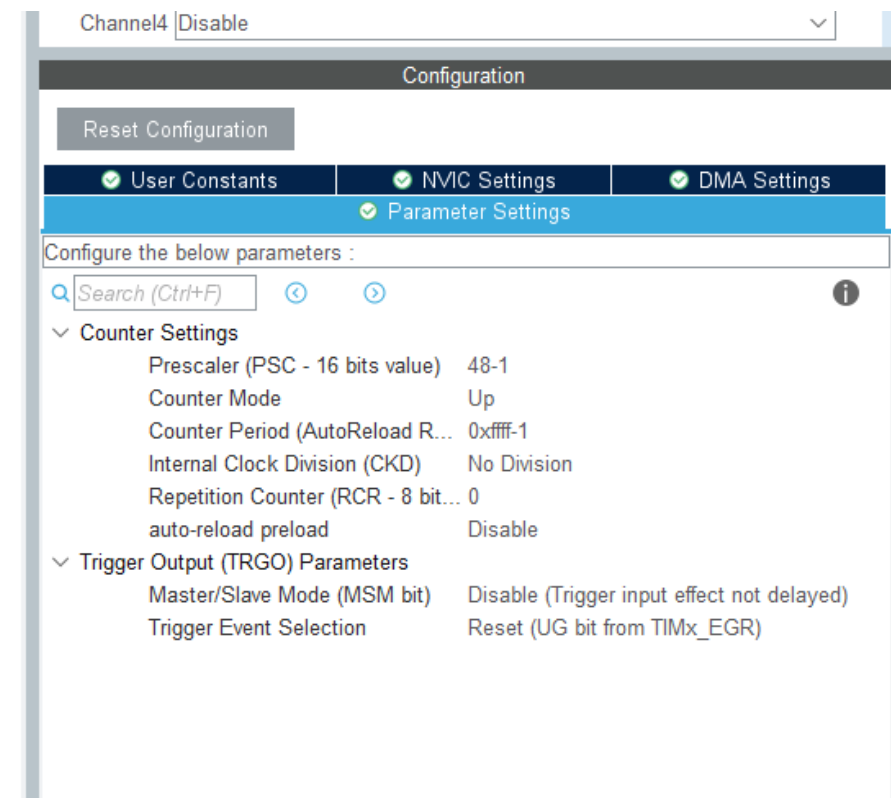 Channel4 Disable
Configuration
Reset Configuration
User Constants NVIC Settings DMA Settings
Parameter Settings
Configure the below parameters :
Search (Ctrl+F)
Counter Settings
Prescaler (PSC - 16 bits value) 48-1
Counter Mode Up
Counter Period (AutoReload R... 0xffff-1
Internal Clock Division (CKD) No Division
Repetition Counter (RCR - 8 bit... 0
auto-reload preload Disable
Trigger Output (TRGO) Parameters
Master/Slave Mode (MSM bit) Disable (Trigger input effect not delayed)
Trigger Event Selection Reset (UG bit from TIMx_EGR)